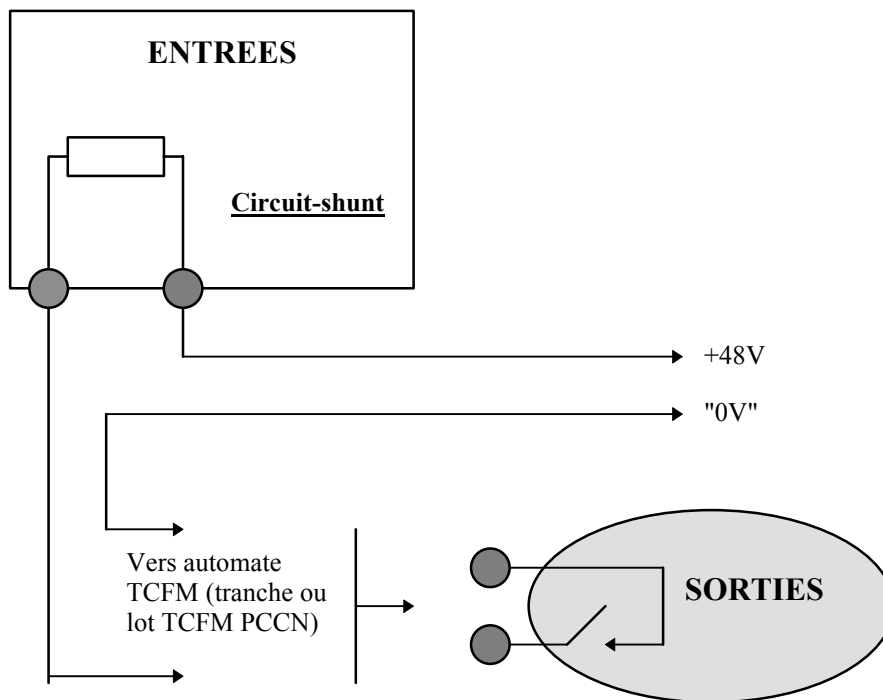 ENTREES
Circuit-shunt
+48V
"0V"
Vers automate
TCFM (tranche ou
lot TCFM PCCN)
SORTIES